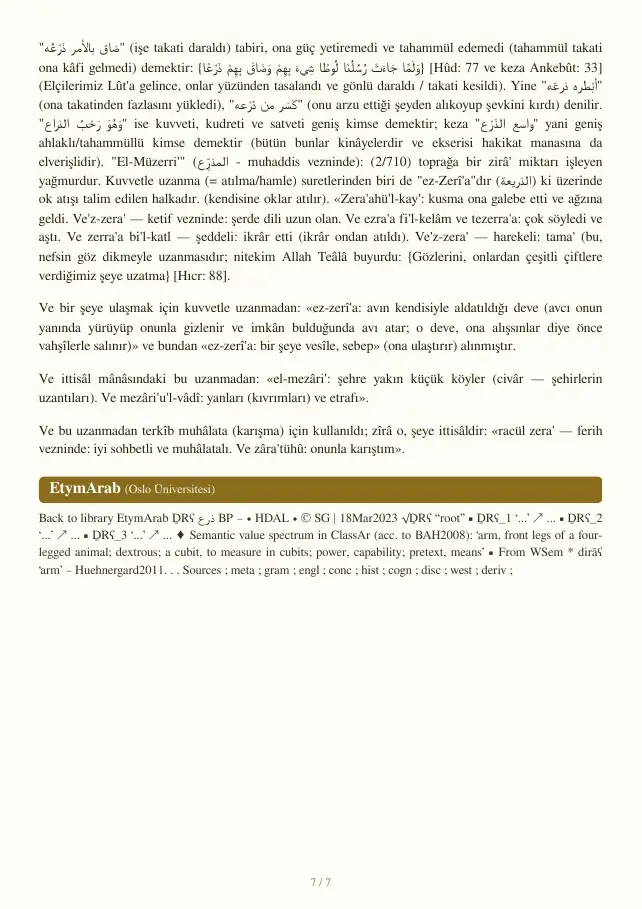 "ضاق بالأمر ذَرْعُه" (işe takati daraldı) tabiri, ona güç yetiremedi ve tahammül edemedi (tahammül takati
ona kâfi gelmedi) demektir: {وَلَمَّا جَاءَتْ رُسُلُنَا لُوطًا سِيءَ بِهِمْ وَضَاقَ بِهِمْ ذَرْعًا} [Hûd: 77 ve keza Ankebût: 33]
(Elçilerimiz Lût'a gelince, onlar yüzünden tasalandı ve gönlü daraldı / takati kesildi). Yine "أَبْطَره ذرعَه"
(ona takatinden fazlasını yükledi), "كَسَر مِن ذَرْعه" (onu arzu ettiği şeyden alıkoyup şevkini kırdı) denilir.
"وَهُوَ رَحْبُ الذراع" ise kuvveti, kudreti ve satveti geniş kimse demektir; keza "واسع الذَرْع" yani geniş
ahlaklı/tahammüllü kimse demektir (bütün bunlar kinâyelerdir ve ekserisi hakikat manasına da
elverişlidir). "El-Müzerri'" (المذرّع - muhaddis vezninde): (2/710) toprağa bir zirâ' miktarı işleyen
yağmurdur. Kuvvetle uzanma (= atılma/hamle) suretlerinden biri de "ez-Zerî'a"dır (الذريعة) ki üzerinde
ok atışı talim edilen halkadır. (kendisine oklar atılır). «Zera'ahü'l-kay': kusma ona galebe etti ve ağzına
geldi. Ve'z-zera' — ketif vezninde: şerde dili uzun olan. Ve ezra'a fi'l-kelâm ve tezerra'a: çok söyledi ve
aştı. Ve zerra'a bi'l-katl — şeddeli: ikrâr etti (ikrâr ondan atıldı). Ve'z-zera' — harekeli: tama' (bu,
nefsin göz dikmeyle uzanmasıdır; nitekim Allah Teâlâ buyurdu: {Gözlerini, onlardan çeşitli çiftlere
verdiğimiz şeye uzatma} [Hıcr: 88].
Ve bir şeye ulaşmak için kuvvetle uzanmadan: «ez-zerî'a: avın kendisiyle aldatıldığı deve (avcı onun
yanında yürüyüp onunla gizlenir ve imkân bulduğunda avı atar; o deve, ona alışsınlar diye önce
vahşîlerle salınır)» ve bundan «ez-zerî'a: bir şeye vesîle, sebep» (ona ulaştırır) alınmıştır.
Ve ittisâl mânâsındaki bu uzanmadan: «el-mezâri': şehre yakın küçük köyler (civâr — şehirlerin
uzantıları). Ve mezâri'u'l-vâdî: yanları (kıvrımları) ve etrafı».
Ve bu uzanmadan terkîb muhâlata (karışma) için kullanıldı; zîrâ o, şeye ittisâldir: «racül zera' — ferih
vezninde: iyi sohbetli ve muhâlatalı. Ve zâra'tühû: onunla karıştım».
EtymArab (Oslo Üniversitesi)
Back to library EtymArab ḎRʕ ذرع BP – • HDAL • © SG | 18Mar2023 √ḎRʕ “root” ▪ ḎRʕ_1 ‘…’ ↗ ... ▪ ḎRʕ_2
‘…’ ↗ ... ▪ ḎRʕ_3 ‘…’ ↗ ... ♦ Semantic value spectrum in ClassAr (acc. to BAH2008): ‘arm, front legs of a four-
legged animal; dextrous; a cubit, to measure in cubits; power, capability; pretext, means’ ▪ From WSem * ḏirāʕ
‘arm’ – Huehnergard2011. . . Sources ; meta ; gram ; engl ; conc ; hist ; cogn ; disc ; west ; deriv ;
7 / 7